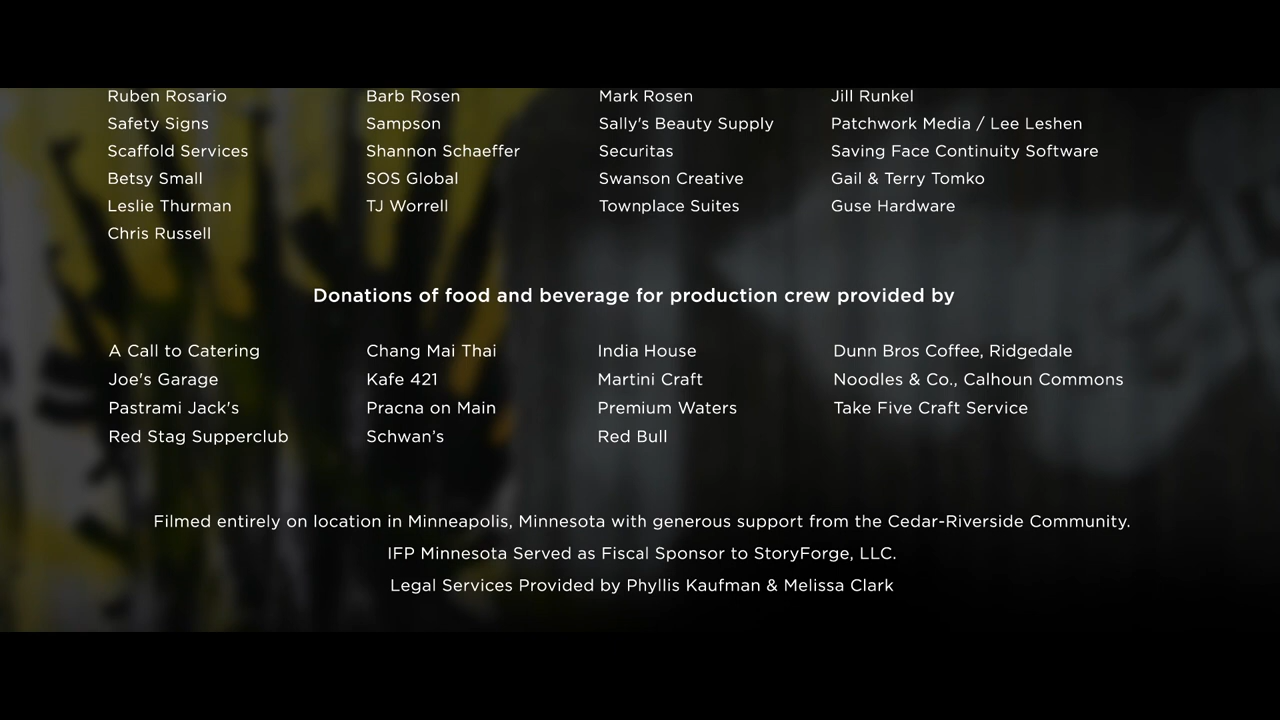 Ruben Rosario Barb Rosen Mark Rosen Jill Runkel
Safety Signs Sampson Sally's Beauty Supply Patchwork Media / Lee Leshen
Scaffold Services Shannon Schaeffer Securitas Saving Face Continuity Software
Betsy Small SOS Global Swanson Creative Gail & Terry Tomko
Leslie Thurman TJ Worrell Townplace Suites Guse Hardware
Chris Russell
Donations of food and beverage for production crew provided by
A Call to Catering Chang Mai Thai India House Dunn Bros Coffee, Ridgedale
Joe's Garage Kafe 421 Martini Craft Noodles & Co., Calhoun Commons
Pastrami Jack's Pracna on Main Premium Waters Take Five Craft Service
Red Stag Supperclub Schwan’s Red Bull
Filmed entirely on location in Minneapolis, Minnesota with generous support from the Cedar-Riverside Community.
IFP Minnesota Served as Fiscal Sponsor to StoryForge, LLC.
Legal Services Provided by Phyllis Kaufman & Melissa Clark